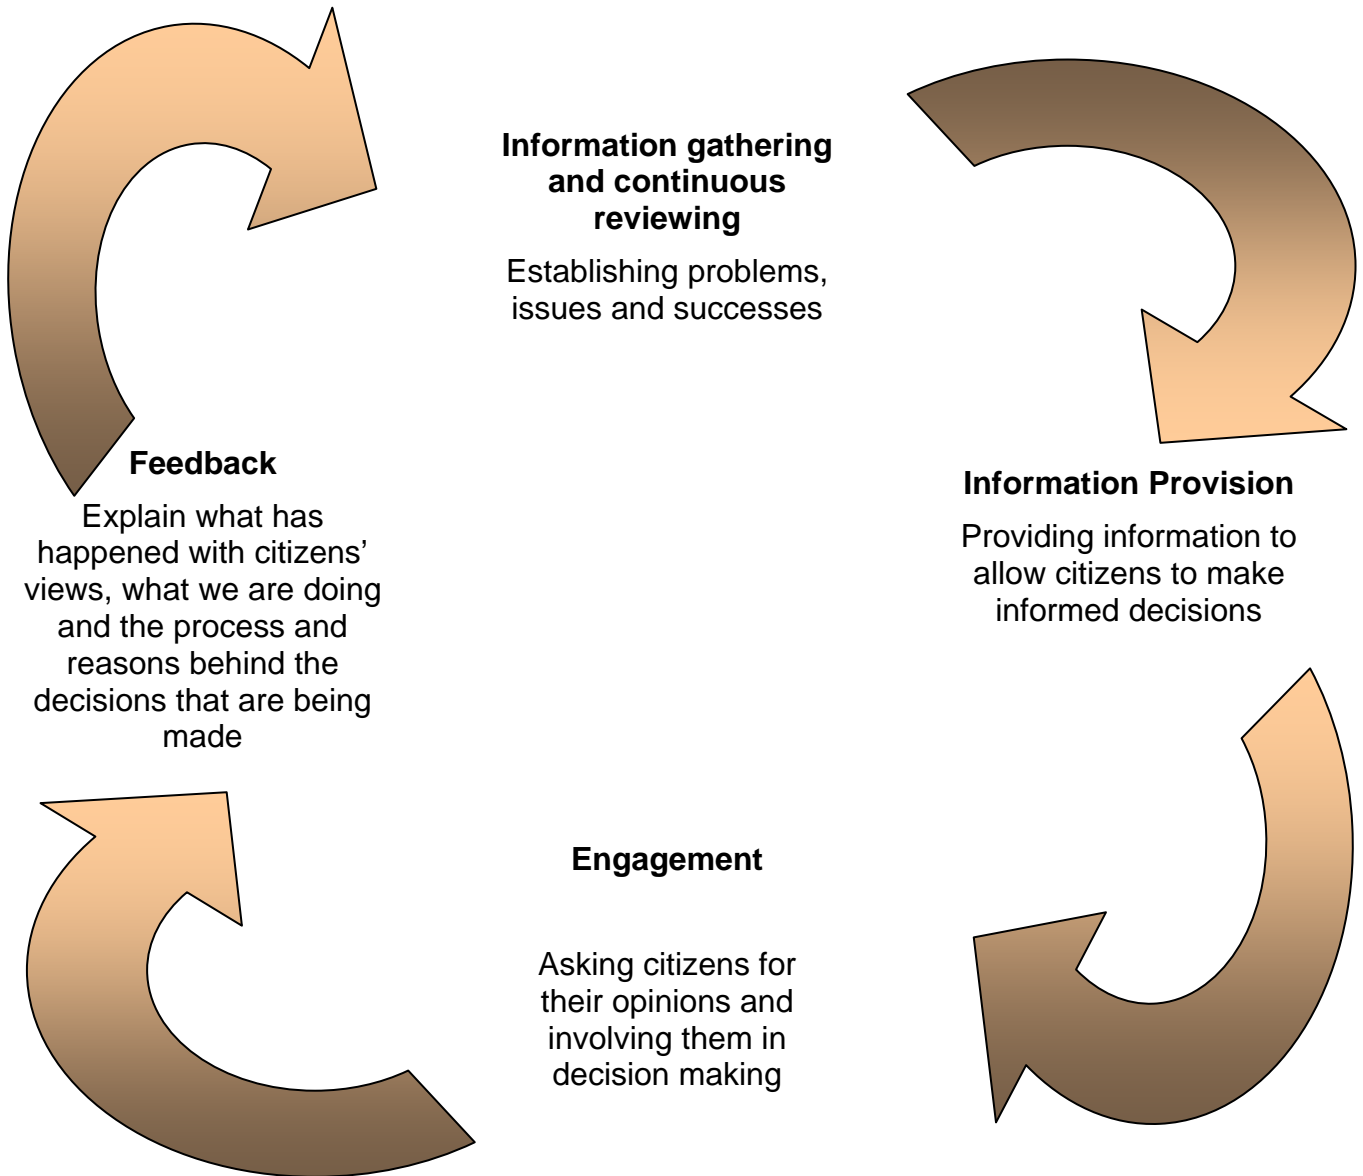 Information gathering
and continuous
reviewing
Establishing problems,
issues and successes
Feedback
Explain what has
happened with citizens’
views, what we are doing
and the process and
reasons behind the
decisions that are being
made
Information Provision
Providing information to
allow citizens to make
informed decisions
Engagement
Asking citizens for
their opinions and
involving them in
decision making